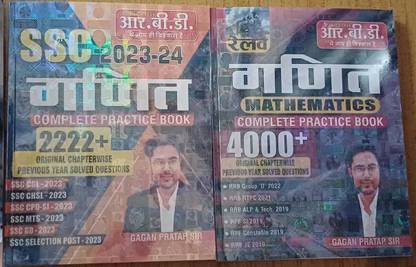 आर.बी.डी.
ये नाम ही विश्वास है
SSC 2023-24
गणित
COMPLETE PRACTICE BOOK
2222+
ORIGINAL CHAPTERWISE
PREVIOUS YEAR SOLVED QUESTIONS
SSC CGL - 2023
SSC CHSL - 2023
SSC CPO-SI - 2023
SSC MTS - 2023
SSC GD - 2023
SSC SELECTION POST - 2023
GAGAN PRATAP SIR
आर.बी.डी.
ये नाम ही विश्वास है
रेलवे
गणित
MATHEMATICS
COMPLETE PRACTICE BOOK
4000+
ORIGINAL CHAPTERWISE
PREVIOUS YEAR SOLVED QUESTIONS
RRB Group 'D' 2022
RRB NTPC 2021
RRB ALP & Tech. 2019
RPF SI 2019
RPF Constable 2019
RRB JE 2019
GAGAN PRATAP SIR